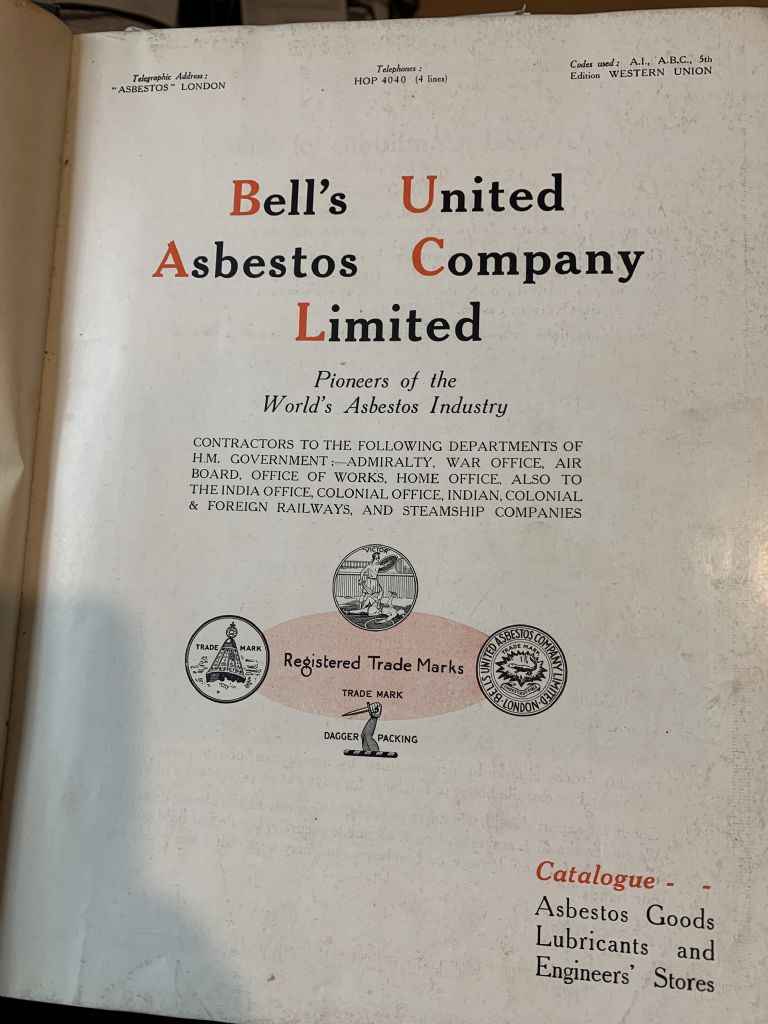 Telegraphic Address:
"ASBESTOS" LONDON
Telephones:
HOP 4040 (4 lines)
Codes used: A.I., A.B.C., 5th
Edition WESTERN UNION
Bell's United
Asbestos Company
Limited
Pioneers of the
World's Asbestos Industry
CONTRACTORS TO THE FOLLOWING DEPARTMENTS OF
H.M. GOVERNMENT:—ADMIRALTY, WAR OFFICE, AIR
BOARD, OFFICE OF WORKS, HOME OFFICE, ALSO TO
THE INDIA OFFICE, COLONIAL OFFICE, INDIAN, COLONIAL
& FOREIGN RAILWAYS, AND STEAMSHIP COMPANIES
VICTOR
TRADE MARK
Registered Trade Marks
BELLS UNITED ASBESTOS COMPANY LIMITED·LONDON·
TRADE MARK
TRADE MARK
DAGGER PACKING
Catalogue - -
Asbestos Goods
Lubricants and
Engineers' Stores